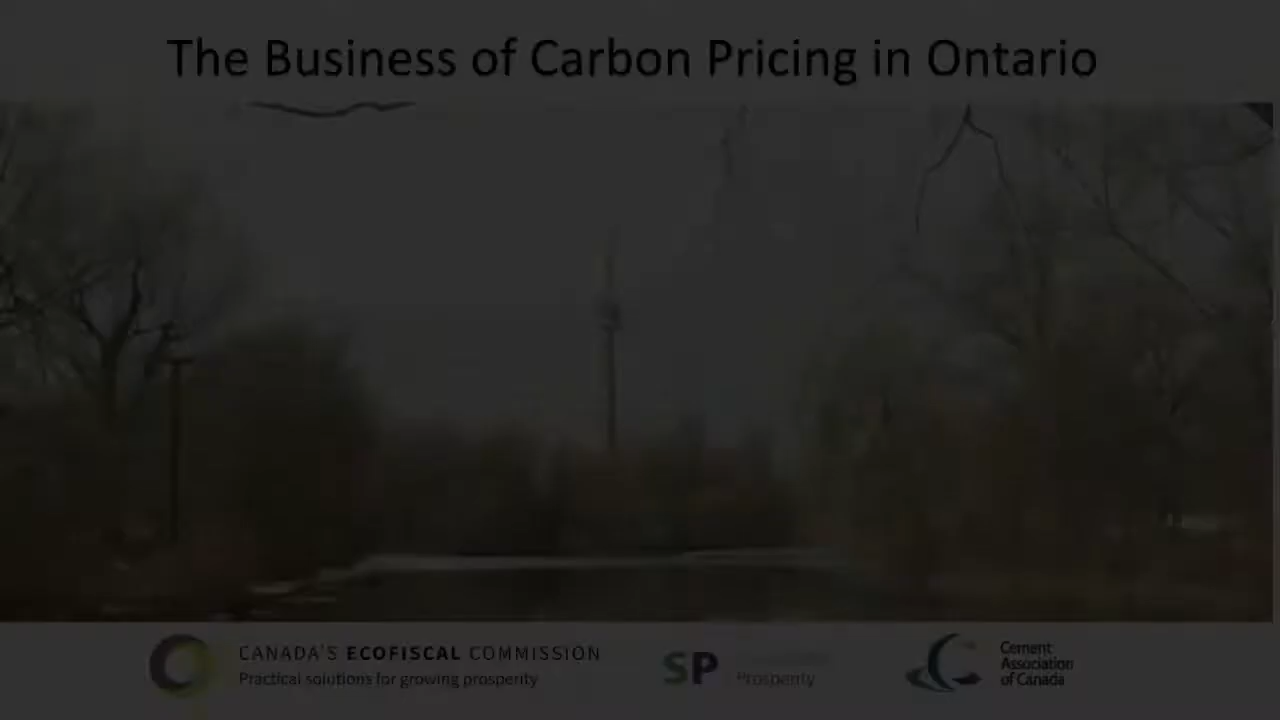 The Business of Carbon Pricing in Ontario
CANADA'S ECOFISCAL COMMISSION
Practical solutions for growing prosperity
SP
Prosperity
Cement
Association
of Canada